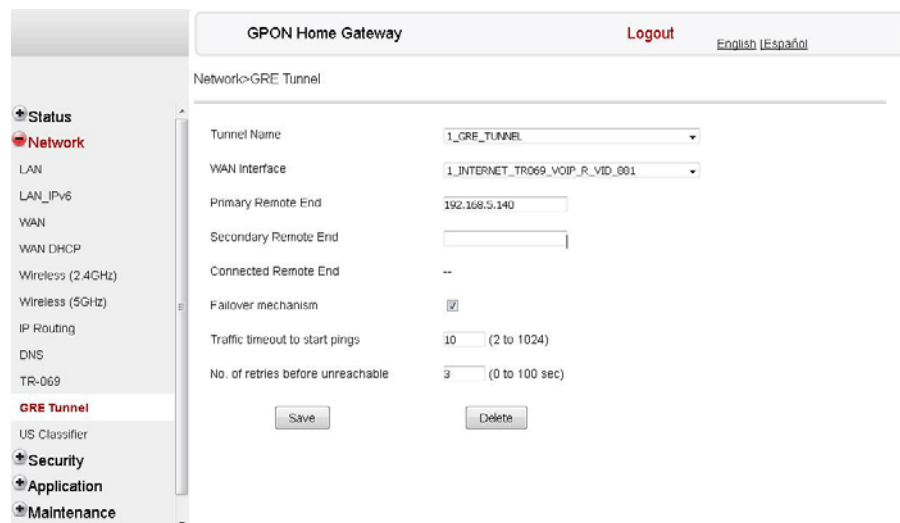 GPON Home Gateway
Logout
English |Español
Network>GRE Tunnel
Status
Network
LAN
LAN_IPv6
WAN
WAN DHCP
Wireless (2.4GHz)
Wireless (5GHz)
IP Routing
DNS
TR-069
GRE Tunnel
US Classifier
Security
Application
Maintenance
Tunnel Name 1_GRE_TUNNEL
WAN Interface 1_INTERNET_TR069_VOIP_R_VID_881
Primary Remote End 192.168.5.140
Secondary Remote End
Connected Remote End --
Failover mechanism
Traffic timeout to start pings 10 (2 to 1024)
No. of retries before unreachable 3 (0 to 100 sec)
Save Delete